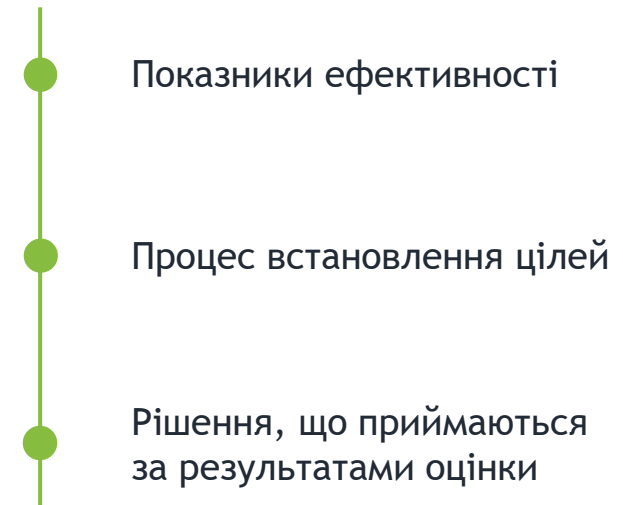 Показники ефективності
Процес встановлення цілей
Рішення, що приймаються
за результатами оцінки